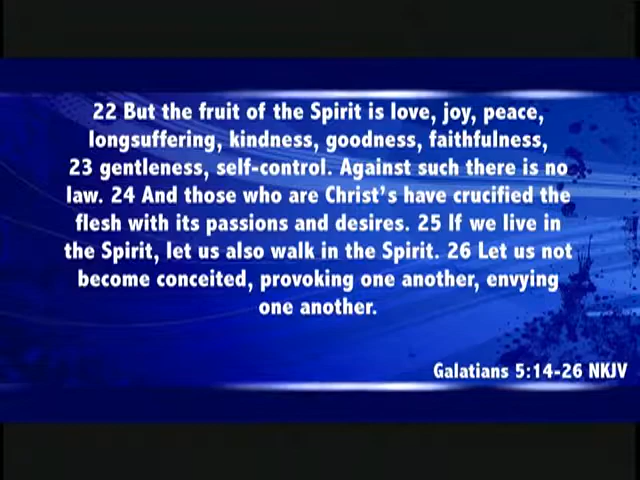 22 But the fruit of the Spirit is love, joy, peace,
longsuffering, kindness, goodness, faithfulness,
23 gentleness, self-control. Against such there is no
law. 24 And those who are Christ's have crucified the
flesh with its passions and desires. 25 If we live in
the Spirit, let us also walk in the Spirit. 26 Let us not
become conceited, provoking one another, envying
one another.
Galatians 5:14-26 NKJV